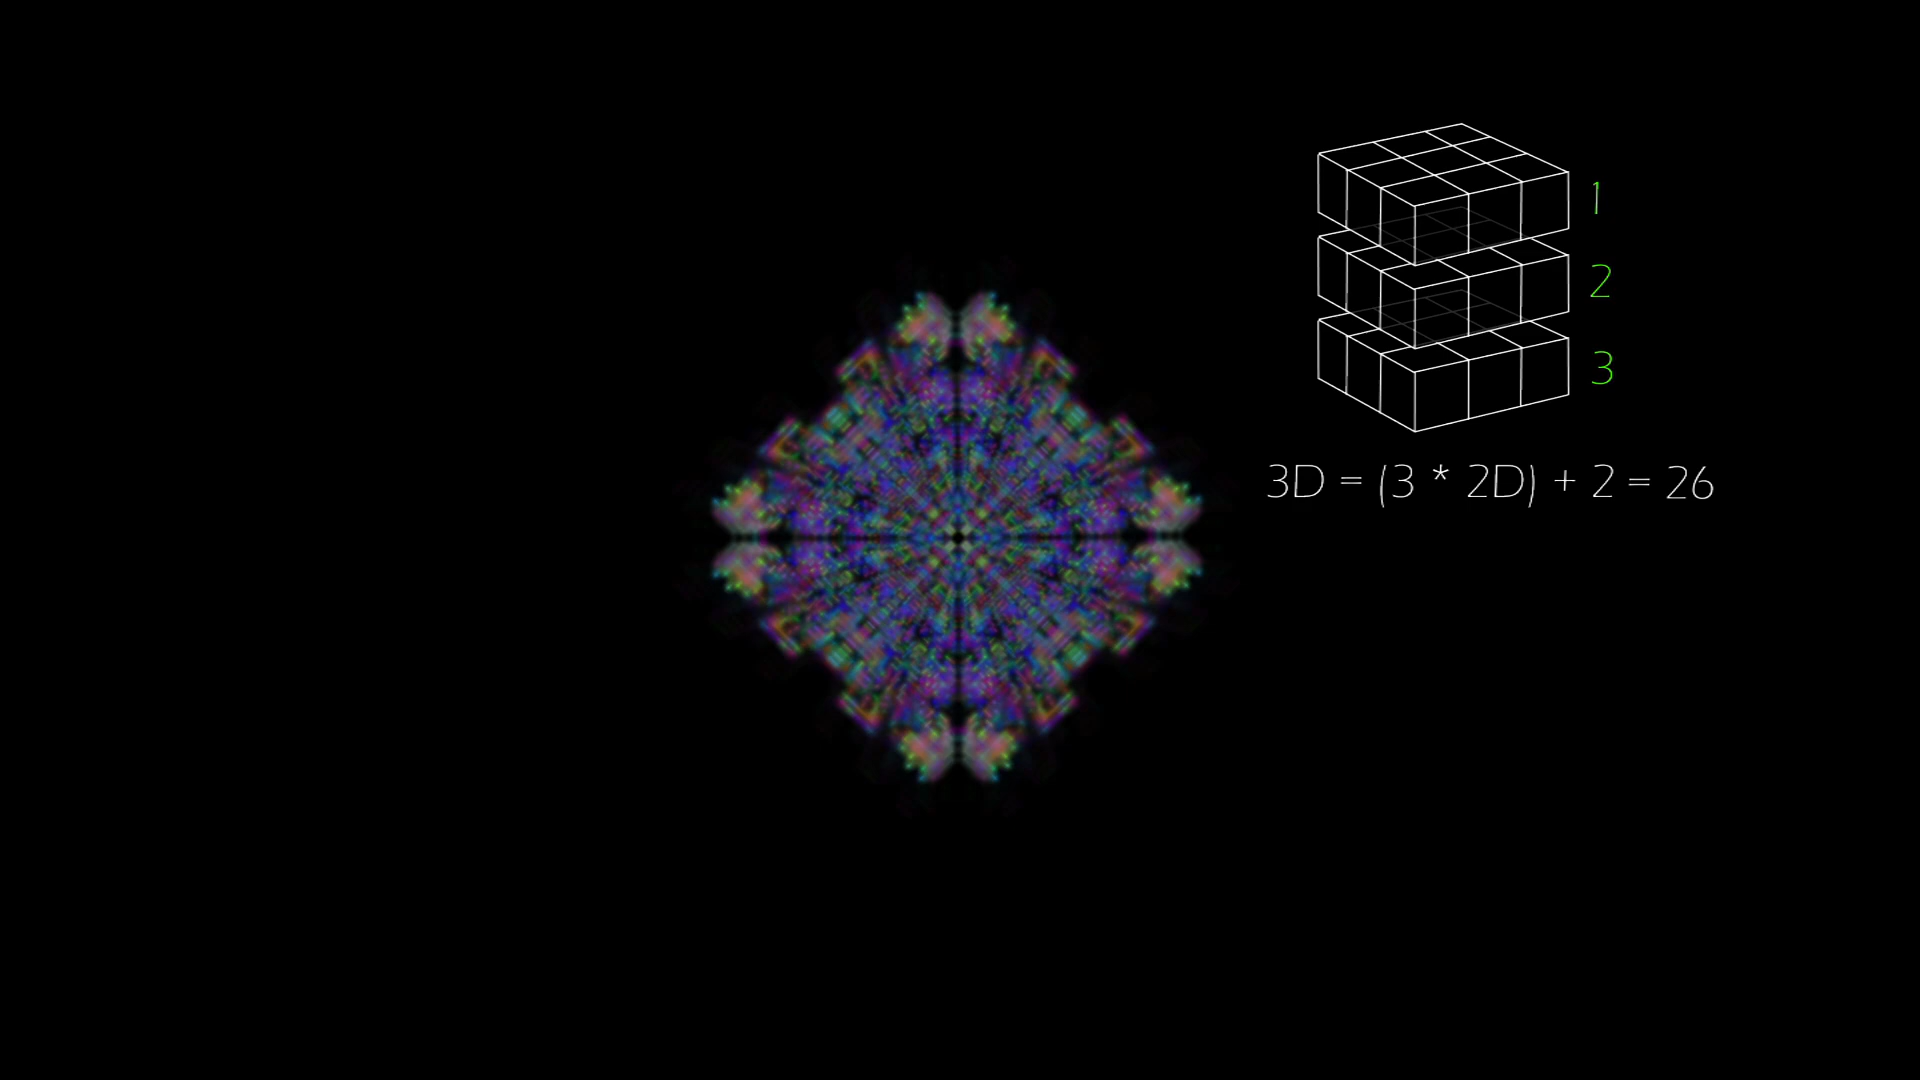 1
2
3
3D = (3 * 2D) + 2 = 26